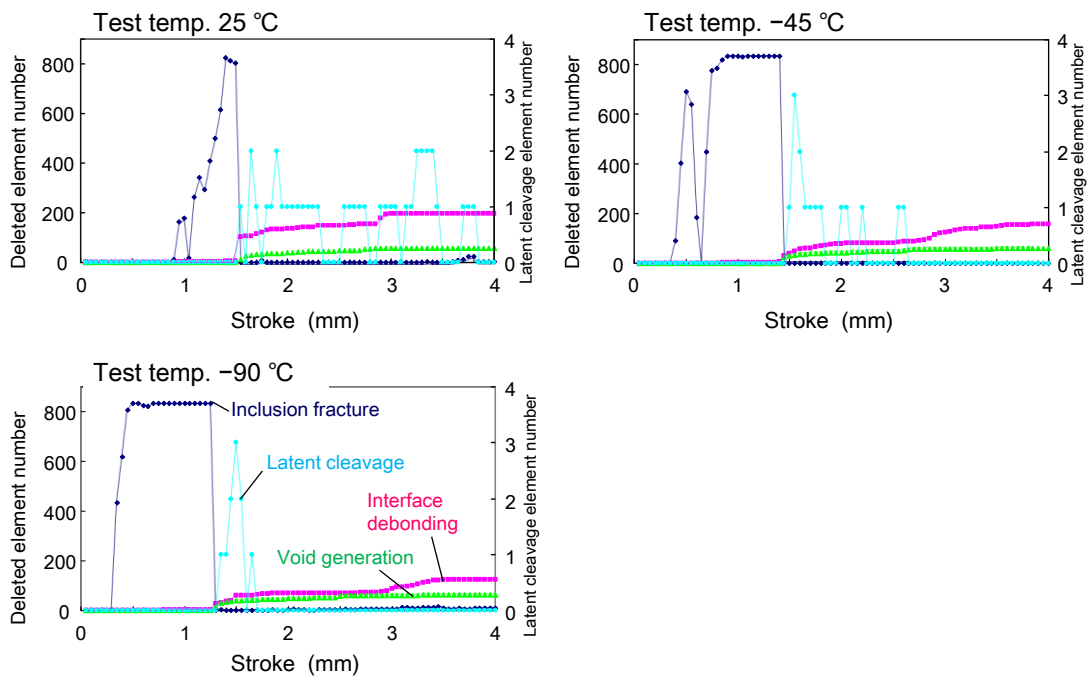 Test temp. 25 ℃
Deleted element number
800
600
400
200
0
4
3
2
1
0
Latent cleavage element number
0
1
2
3
4
Stroke (mm)
Test temp. −45 ℃
Deleted element number
800
600
400
200
0
4
3
2
1
0
Latent cleavage element number
0
1
2
3
4
Stroke (mm)
Test temp. −90 ℃
Deleted element number
800
600
400
200
0
Inclusion fracture
Latent cleavage
Interface
debonding
Void generation
4
3
2
1
0
Latent cleavage element number
0
1
2
3
4
Stroke (mm)